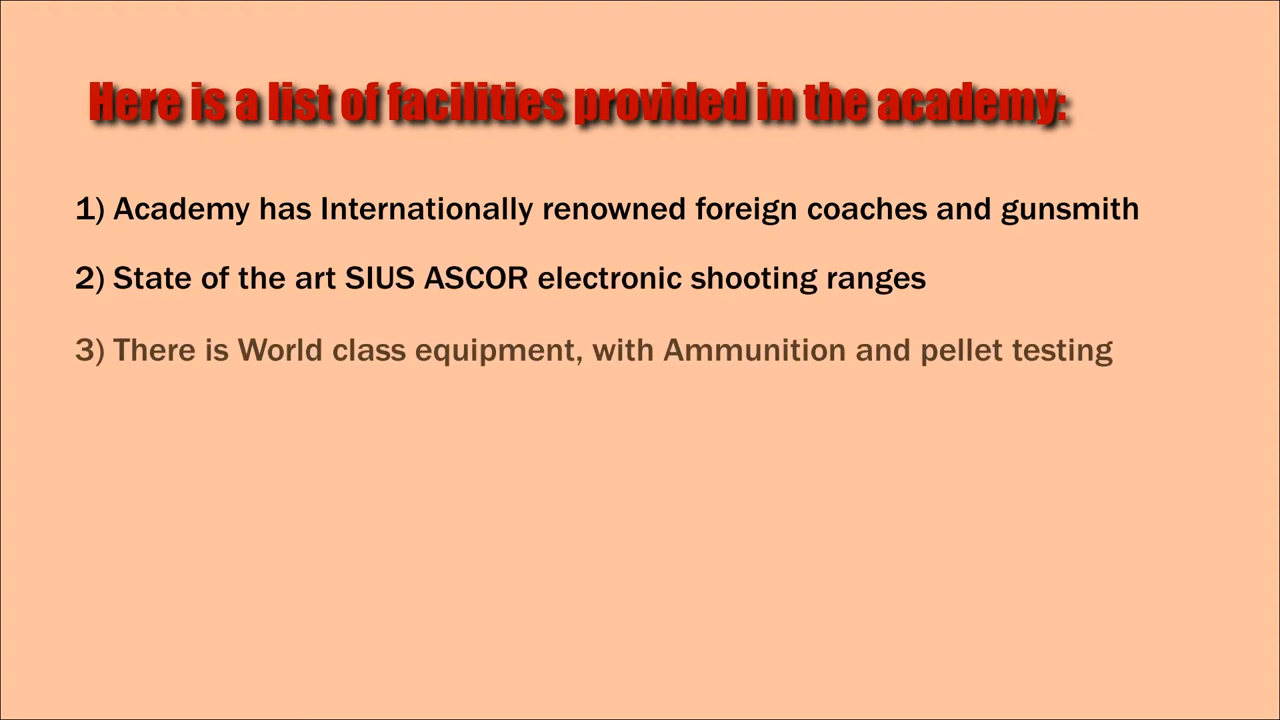 Here is a list of facilities provided in the academy:
1) Academy has Internationally renowned foreign coaches and gunsmith
2) State of the art SIUS ASCOR electronic shooting ranges
3) There is World class equipment, with Ammunition and pellet testing